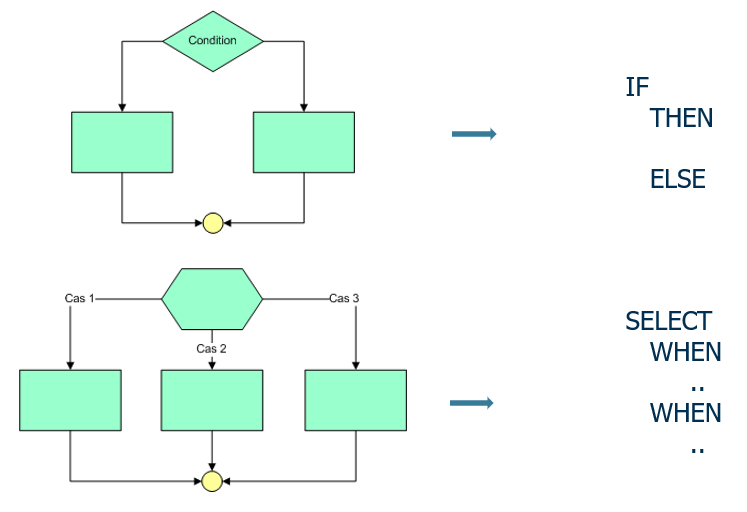 Condition
IF
THEN
ELSE
Cas 1
Cas 3
Cas 2
SELECT
WHEN
..
WHEN
..